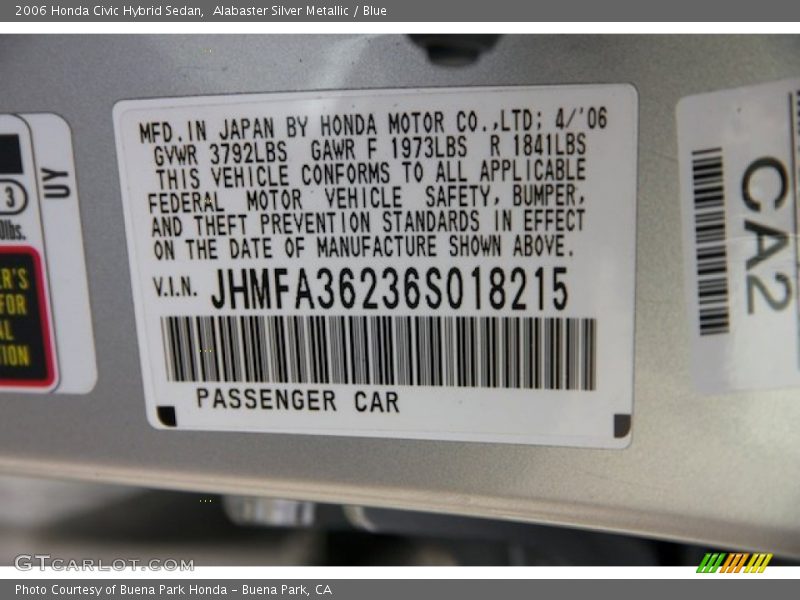 2006 Honda Civic Hybrid Sedan,  Alabaster Silver Metallic / Blue
MFD.IN JAPAN BY HONDA MOTOR CO.,LTD; 4/'06
GVWR 3792LBS GAWR F 1973LBS R 1841LBS
THIS VEHICLE CONFORMS TO ALL APPLICABLE
FEDERAL MOTOR VEHICLE SAFETY, BUMPER,
AND THEFT PREVENTION STANDARDS IN EFFECT
ON THE DATE OF MANUFACTURE SHOWN ABOVE.
V.I.N. JHMFA36236S018215
PASSENGER CAR
UY
3
lbs.
FOR
CA2
GTcarlot.com
Photo Courtesy of Buena Park Honda - Buena Park, CA